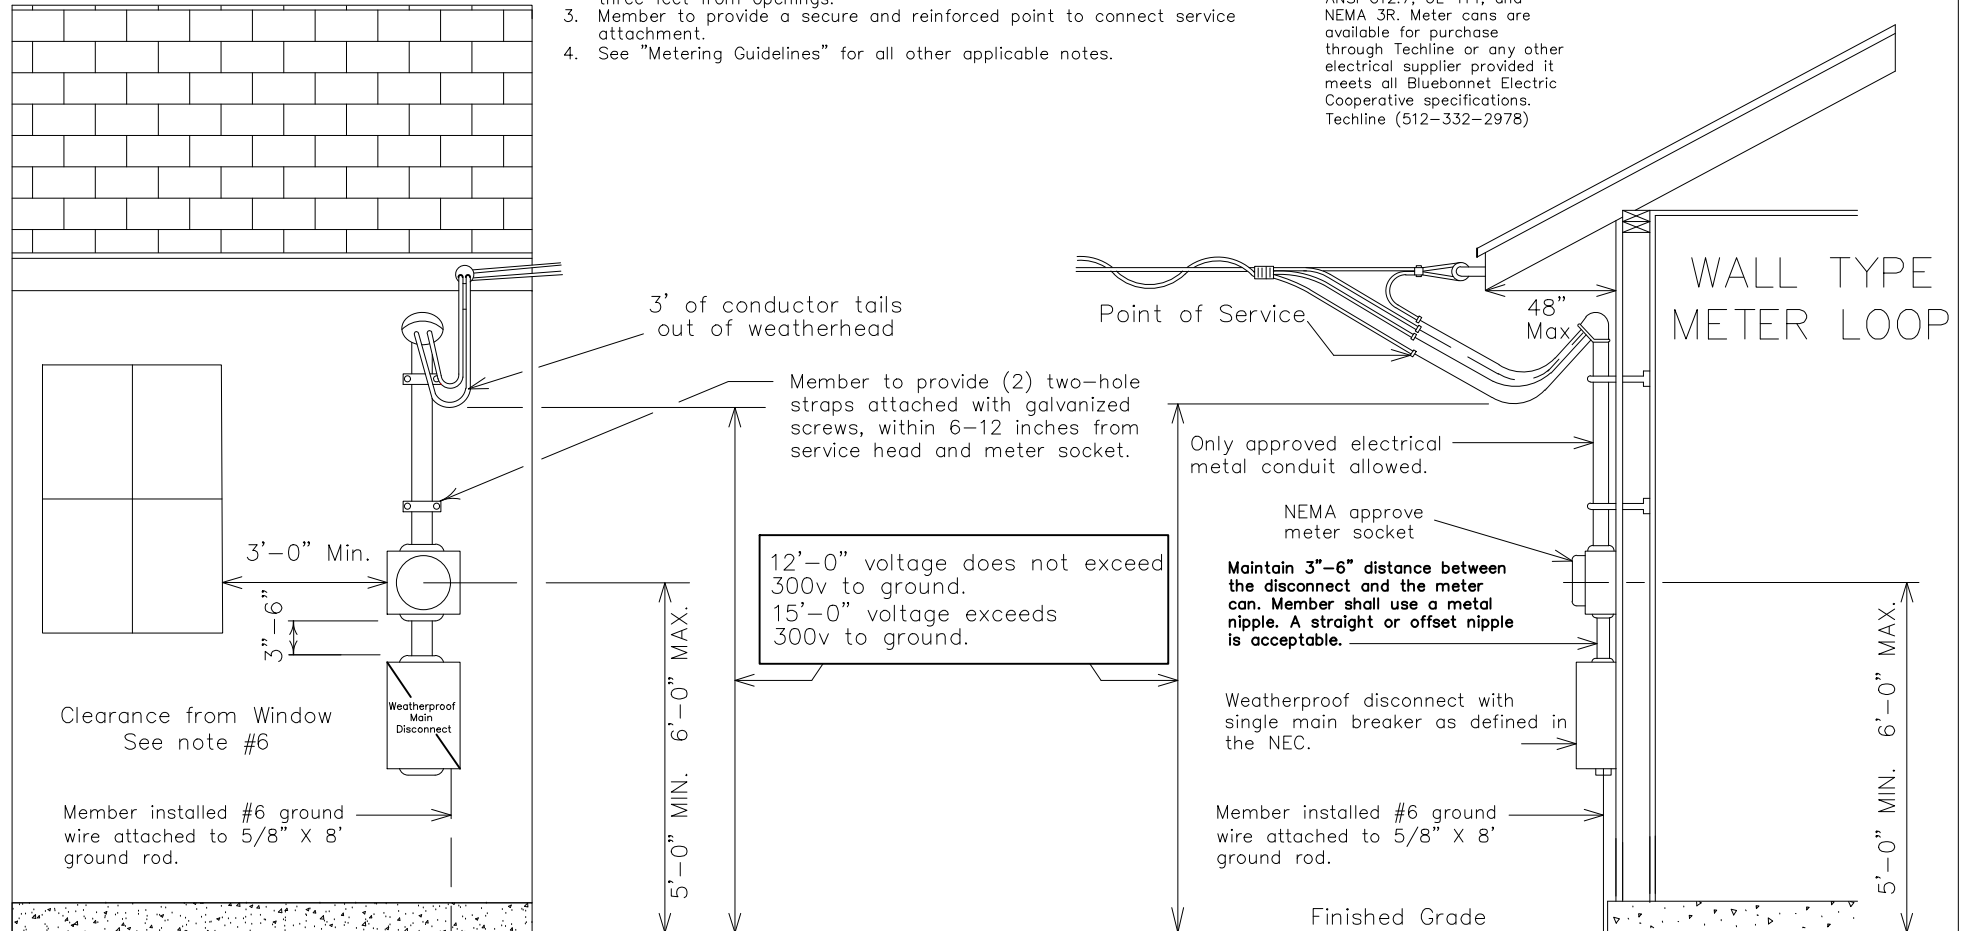 three feet from openings.
3. Member to provide a secure and reinforced point to connect service
attachment.
4. See "Metering Guidelines" for all other applicable notes.
NEMA 3R. Meter cans are
available for purchase
through Techline or any other
electrical supplier provided it
meets all Bluebonnet Electric
Cooperative specifications.
Techline (512-332-2978)
WALL TYPE
METER LOOP
3' of conductor tails
out of weatherhead
Point of Service
48"
Max
Member to provide (2) two-hole
straps attached with galvanized
screws, within 6-12 inches from
service head and meter socket.
Only approved electrical
metal conduit allowed.
NEMA approve
meter socket
3'-0" Min.
3"-6"
12'-0" voltage does not exceed
300v to ground.
15'-0" voltage exceeds
300v to ground.
Maintain 3"-6" distance between
the disconnect and the meter
can. Member shall use a metal
nipple. A straight or offset nipple
is acceptable.
Weatherproof
Main
Disconnect
Clearance from Window
See note #6
Weatherproof disconnect with
single main breaker as defined in
the NEC.
Member installed #6 ground
wire attached to 5/8" X 8'
ground rod.
5'-0" MIN. 6'-0" MAX.
Member installed #6 ground
wire attached to 5/8" X 8'
ground rod.
5'-0" MIN. 6'-0" MAX.
Finished Grade